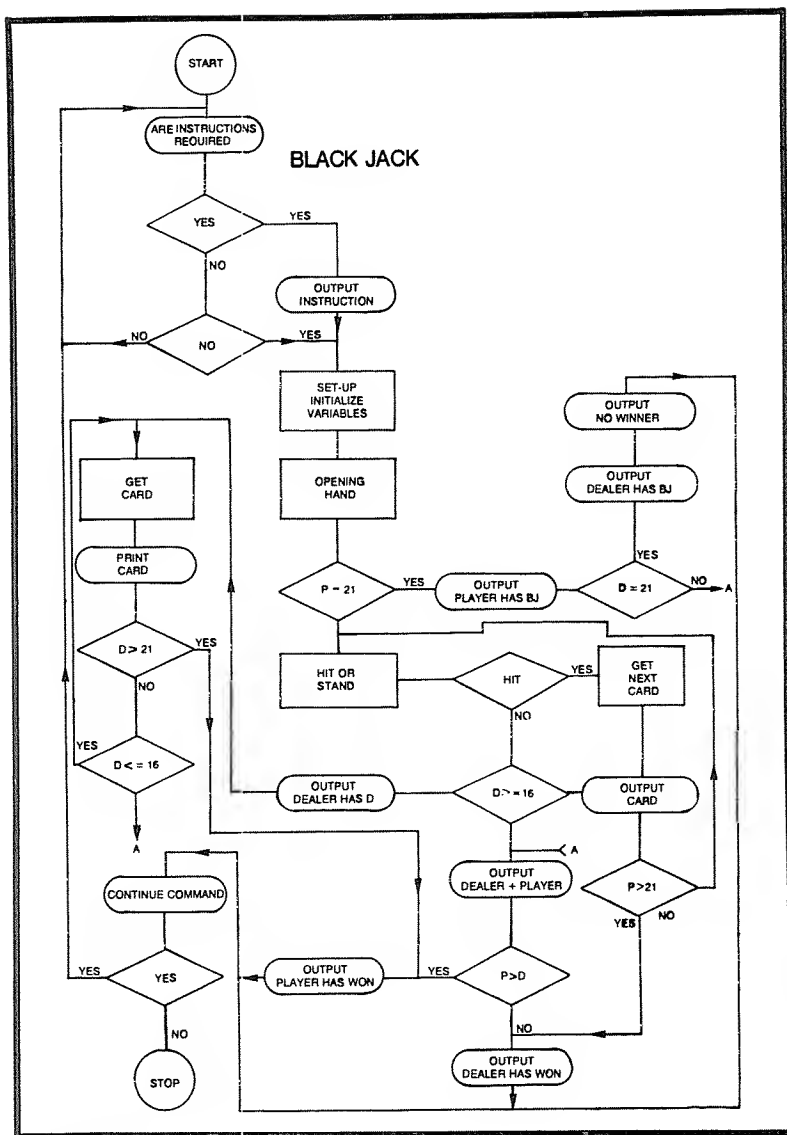 START
ARE INSTRUCTIONS
REQUIRED
BLACK JACK
YES
YES
NO
OUTPUT
INSTRUCTION
NO
NO
YES
SET-UP
INITIALIZE
VARIABLES
OUTPUT
NO WINNER
GET
CARD
OPENING
HAND
OUTPUT
DEALER HAS BJ
PRINT
CARD
YES
P = 21
YES
OUTPUT
PLAYER HAS BJ
D = 21
NO
A
D > 21
YES
HIT OR
STAND
HIT
YES
GET
NEXT
CARD
NO
NO
YES
D <= 16
OUTPUT
DEALER HAS D
D >= 16
OUTPUT
CARD
A
A
CONTINUE COMMAND
OUTPUT
DEALER + PLAYER
P > 21
YES
NO
YES
YES
OUTPUT
PLAYER HAS WON
YES
P > D
NO
NO
STOP
OUTPUT
DEALER HAS WON